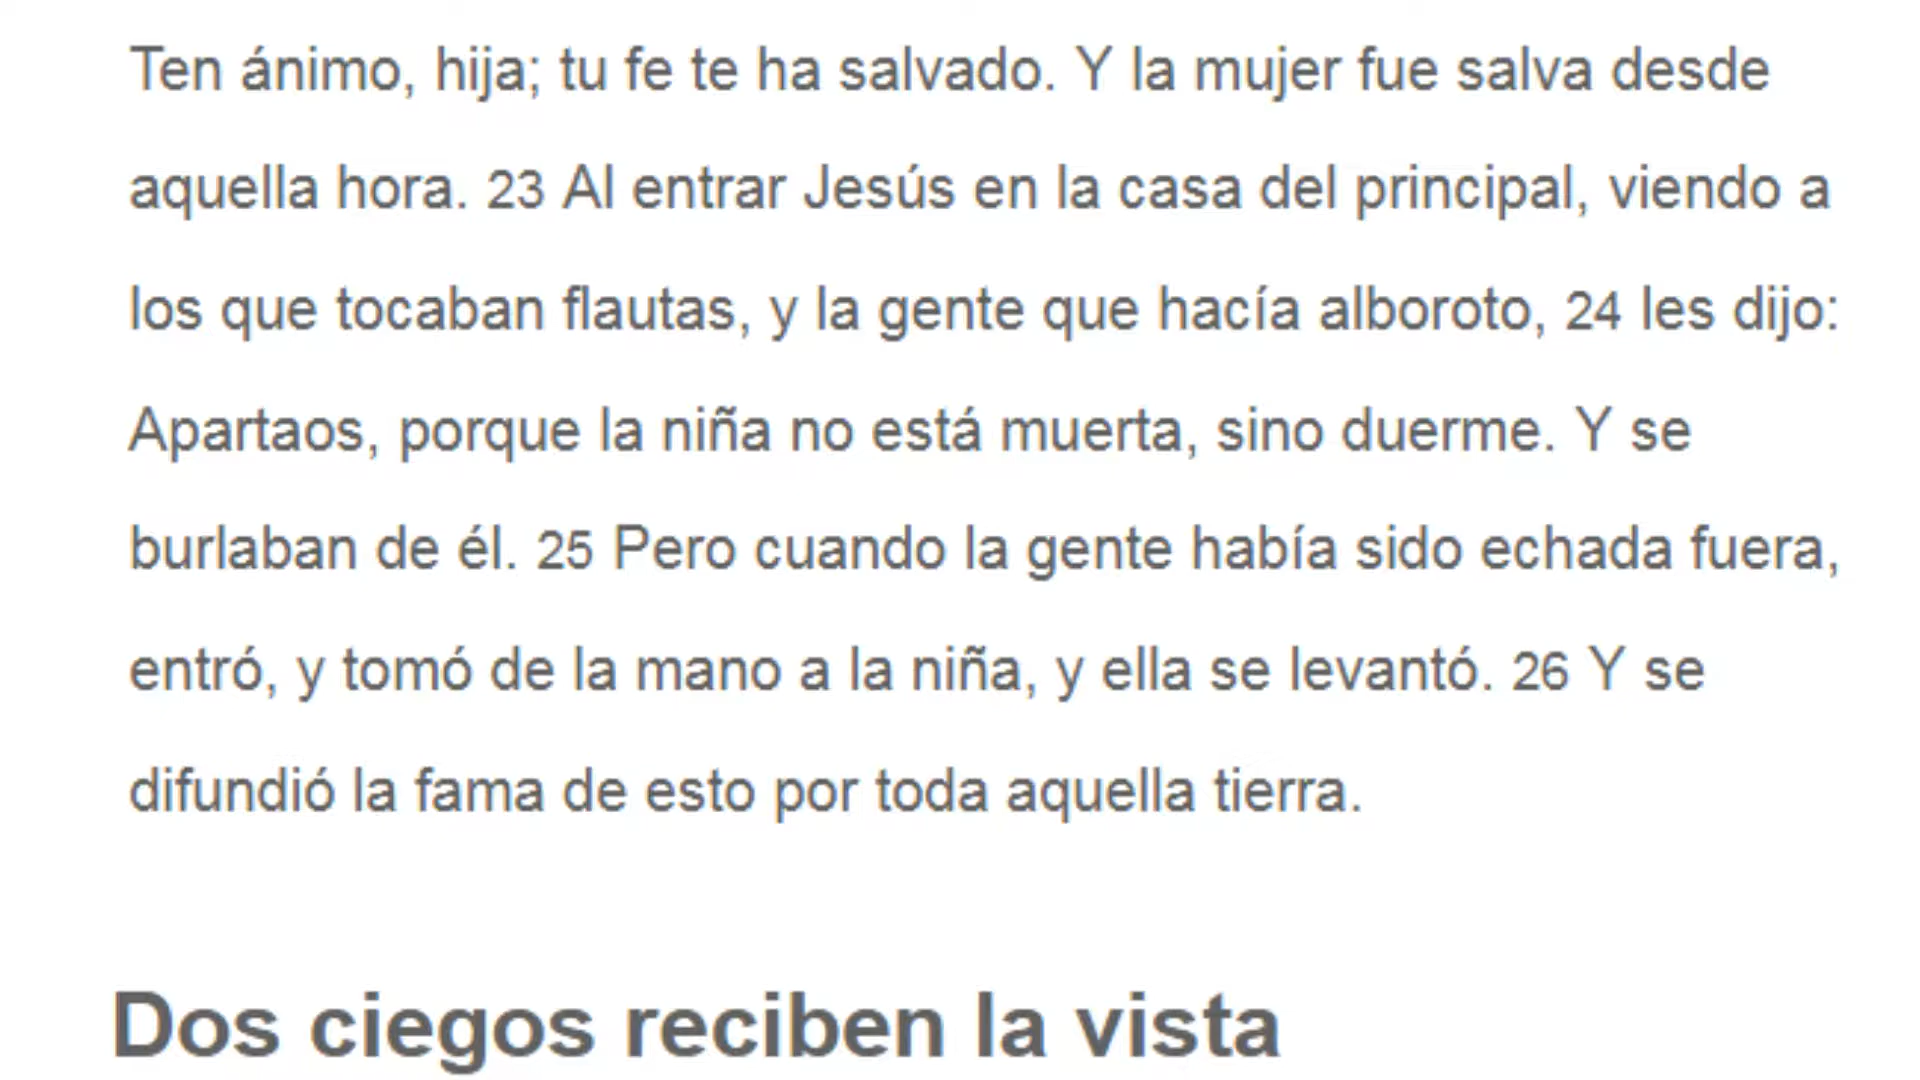 Ten ánimo, hija; tu fe te ha salvado. Y la mujer fue salva desde
aquella hora. 23 Al entrar Jesús en la casa del principal, viendo a
los que tocaban flautas, y la gente que hacía alboroto, 24 les dijo:
Apartaos, porque la niña no está muerta, sino duerme. Y se
burlaban de él. 25 Pero cuando la gente había sido echada fuera,
entró, y tomó de la mano a la niña, y ella se levantó. 26 Y se
difundió la fama de esto por toda aquella tierra.
Dos ciegos reciben la vista